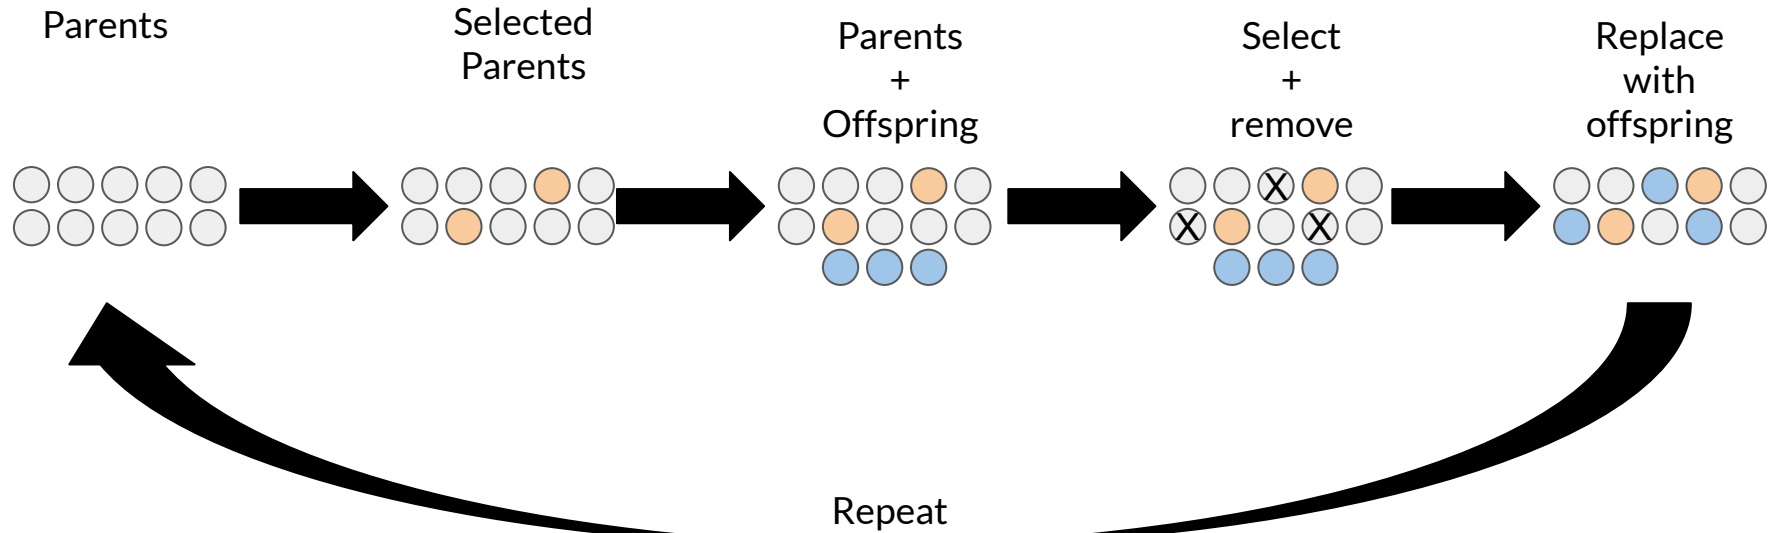 Parents
Selected
Parents
Parents
+
Offspring
Select
+
remove
Replace
with
offspring
X
X
X
Repeat